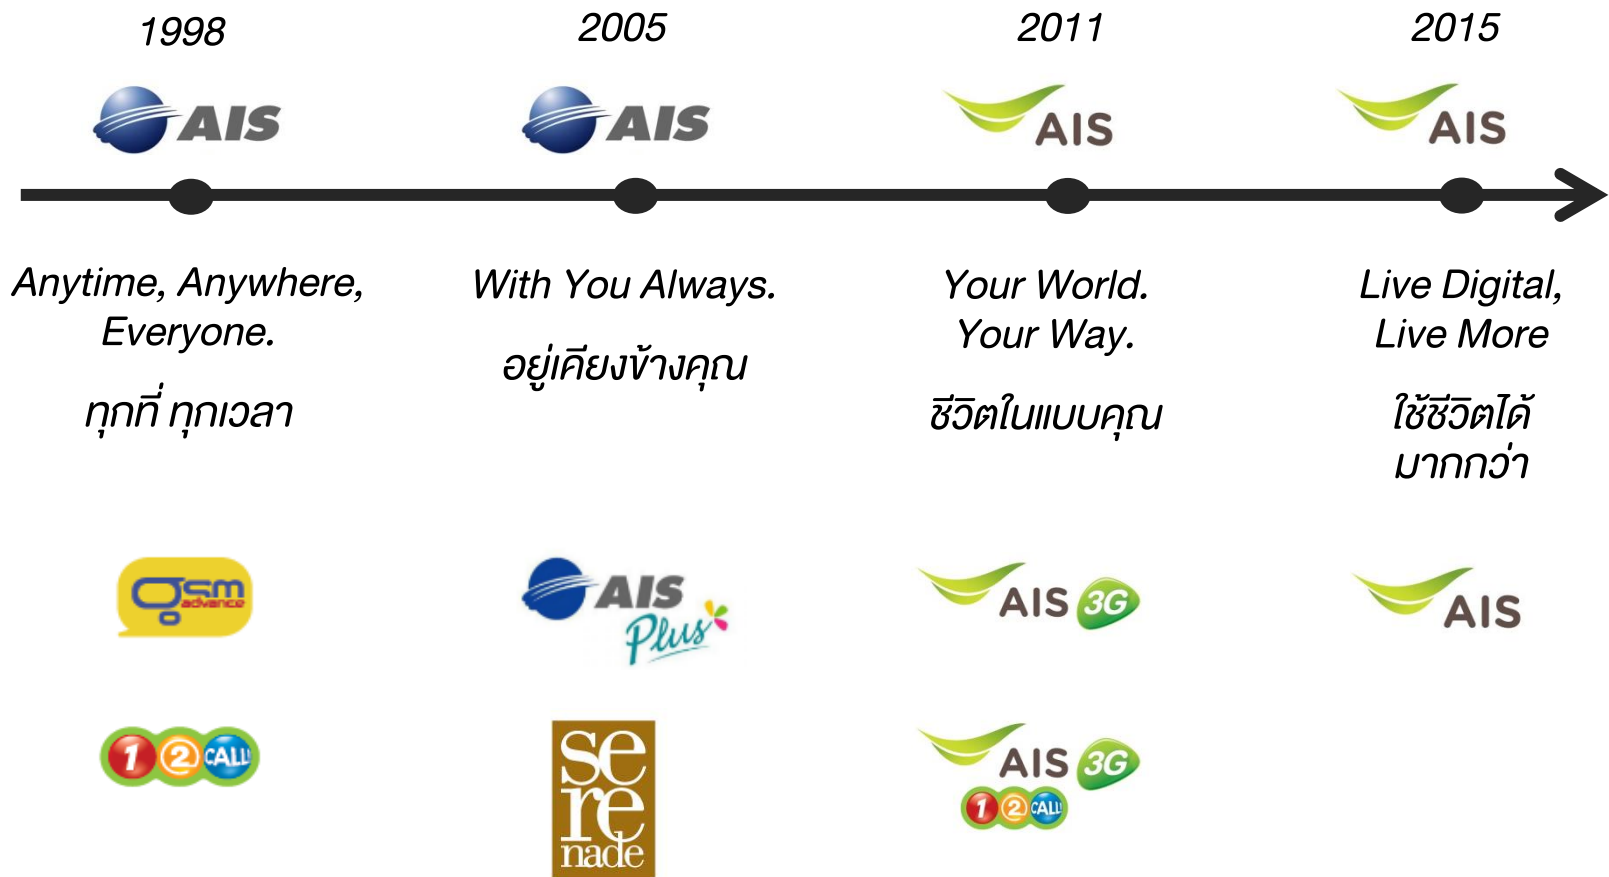 1998
AIS
Anytime, Anywhere,
Everyone.
ทุกที่ ทุกเวลา
gsm
advance
1 2 CALL!
2005
AIS
With You Always.
อยู่เคียงข้างคุณ
AIS
Plus
se
re
nade
2011
AIS
Your World.
Your Way.
ชีวิตในแบบคุณ
AIS 3G
AIS 3G
1 2 CALL!
2015
AIS
Live Digital,
Live More
ใช้ชีวิตได้
มากกว่า
AIS